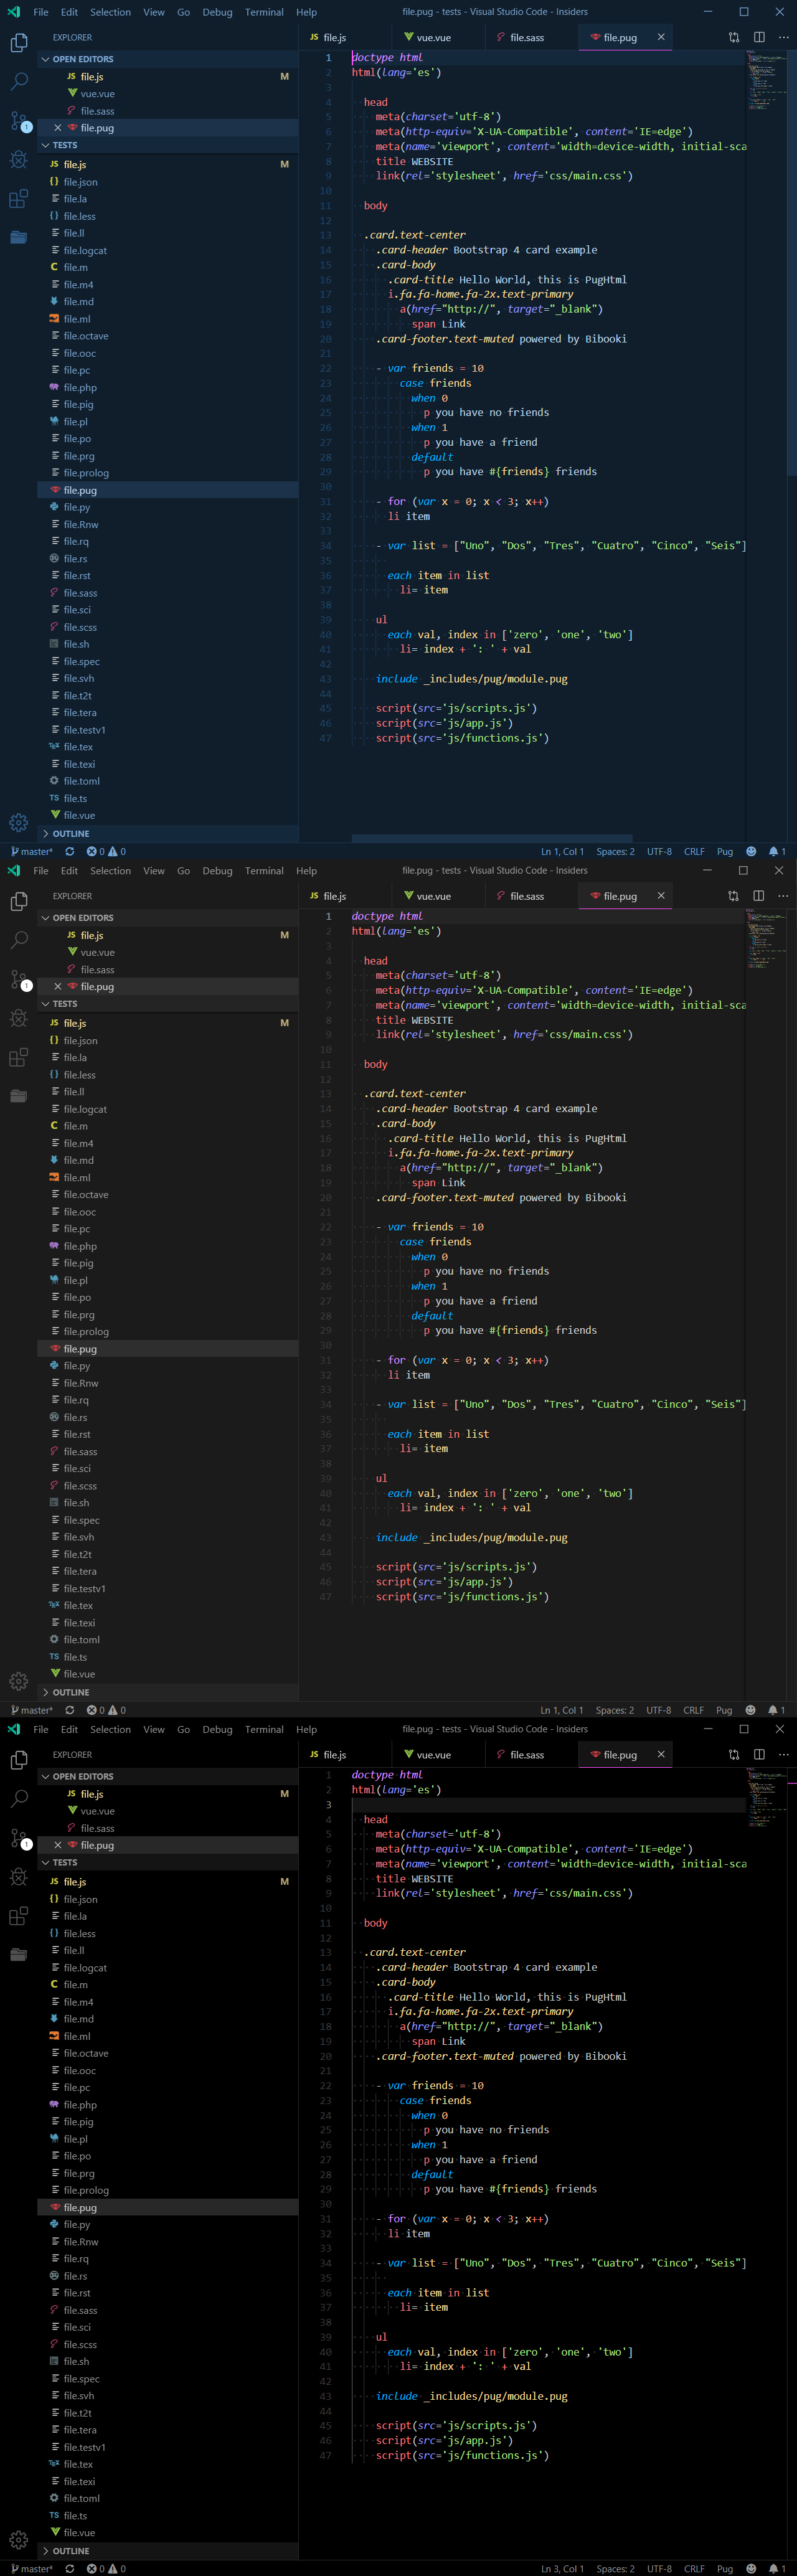 File Edit Selection View Go Debug Terminal Help file.pug - tests - Visual Studio Code - Insiders
EXPLORER
OPEN EDITORS
JS file.js M
vue.vue
file.sass
file.pug
1
TESTS
JS file.js M
{ } file.json
file.la
{ } file.less
file.ll
file.logcat
C file.m
file.m4
file.md
file.ml
file.octave
file.ooc
file.pc
file.php
file.pig
file.pl
file.po
file.prg
file.prolog
file.pug
file.py
file.Rnw
file.rq
file.rs
file.rst
file.sass
file.sci
file.scss
file.sh
file.spec
file.svh
file.t2t
file.tera
file.testv1
TEX file.tex
file.texi
file.toml
TS file.ts
file.vue
OUTLINE
JS file.js vue.vue file.sass file.pug
1 doctype html
2 html(lang='es')
3
4 head
5 meta(charset='utf-8')
6 meta(http-equiv='X-UA-Compatible', content='IE=edge')
7 meta(name='viewport', content='width=device-width, initial-sca
8 title WEBSITE
9 link(rel='stylesheet', href='css/main.css')
10
11 body
12
13 .card.text-center
14 .card-header Bootstrap 4 card example
15 .card-body
16 .card-title Hello World, this is PugHtml
17 i.fa.fa-home.fa-2x.text-primary
18 a(href="http://", target="_blank")
19 span Link
20 .card-footer.text-muted powered by Bibooki
21
22 - var friends = 10
23 case friends
24 when 0
25 p you have no friends
26 when 1
27 p you have a friend
28 default
29 p you have #{friends} friends
30
31 - for (var x = 0; x < 3; x++)
32 li item
33
34 - var list = ["Uno", "Dos", "Tres", "Cuatro", "Cinco", "Seis"]
35
36 each item in list
37 li= item
38
39 ul
40 each val, index in ['zero', 'one', 'two']
41 li= index + ': ' + val
42
43 include _includes/pug/module.pug
44
45 script(src='js/scripts.js')
46 script(src='js/app.js')
47 script(src='js/functions.js')
master* 0 0 Ln 1, Col 1 Spaces: 2 UTF-8 CRLF Pug 1
File Edit Selection View Go Debug Terminal Help file.pug - tests - Visual Studio Code - Insiders
EXPLORER
OPEN EDITORS
JS file.js M
vue.vue
file.sass
file.pug
1
TESTS
JS file.js M
{ } file.json
file.la
{ } file.less
file.ll
file.logcat
C file.m
file.m4
file.md
file.ml
file.octave
file.ooc
file.pc
file.php
file.pig
file.pl
file.po
file.prg
file.prolog
file.pug
file.py
file.Rnw
file.rq
file.rs
file.rst
file.sass
file.sci
file.scss
file.sh
file.spec
file.svh
file.t2t
file.tera
file.testv1
TEX file.tex
file.texi
file.toml
TS file.ts
file.vue
OUTLINE
JS file.js vue.vue file.sass file.pug
1 doctype html
2 html(lang='es')
3
4 head
5 meta(charset='utf-8')
6 meta(http-equiv='X-UA-Compatible', content='IE=edge')
7 meta(name='viewport', content='width=device-width, initial-sca
8 title WEBSITE
9 link(rel='stylesheet', href='css/main.css')
10
11 body
12
13 .card.text-center
14 .card-header Bootstrap 4 card example
15 .card-body
16 .card-title Hello World, this is PugHtml
17 i.fa.fa-home.fa-2x.text-primary
18 a(href="http://", target="_blank")
19 span Link
20 .card-footer.text-muted powered by Bibooki
21
22 - var friends = 10
23 case friends
24 when 0
25 p you have no friends
26 when 1
27 p you have a friend
28 default
29 p you have #{friends} friends
30
31 - for (var x = 0; x < 3; x++)
32 li item
33
34 - var list = ["Uno", "Dos", "Tres", "Cuatro", "Cinco", "Seis"]
35
36 each item in list
37 li= item
38
39 ul
40 each val, index in ['zero', 'one', 'two']
41 li= index + ': ' + val
42
43 include _includes/pug/module.pug
44
45 script(src='js/scripts.js')
46 script(src='js/app.js')
47 script(src='js/functions.js')
master* 0 0 Ln 1, Col 1 Spaces: 2 UTF-8 CRLF Pug 1
File Edit Selection View Go Debug Terminal Help file.pug - tests - Visual Studio Code - Insiders
EXPLORER
OPEN EDITORS
JS file.js M
vue.vue
file.sass
file.pug
1
TESTS
JS file.js M
{ } file.json
file.la
{ } file.less
file.ll
file.logcat
C file.m
file.m4
file.md
file.ml
file.octave
file.ooc
file.pc
file.php
file.pig
file.pl
file.po
file.prg
file.prolog
file.pug
file.py
file.Rnw
file.rq
file.rs
file.rst
file.sass
file.sci
file.scss
file.sh
file.spec
file.svh
file.t2t
file.tera
file.testv1
TEX file.tex
file.texi
file.toml
TS file.ts
file.vue
OUTLINE
JS file.js vue.vue file.sass file.pug
1 doctype html
2 html(lang='es')
3
4 head
5 meta(charset='utf-8')
6 meta(http-equiv='X-UA-Compatible', content='IE=edge')
7 meta(name='viewport', content='width=device-width, initial-sca
8 title WEBSITE
9 link(rel='stylesheet', href='css/main.css')
10
11 body
12
13 .card.text-center
14 .card-header Bootstrap 4 card example
15 .card-body
16 .card-title Hello World, this is PugHtml
17 i.fa.fa-home.fa-2x.text-primary
18 a(href="http://", target="_blank")
19 span Link
20 .card-footer.text-muted powered by Bibooki
21
22 - var friends = 10
23 case friends
24 when 0
25 p you have no friends
26 when 1
27 p you have a friend
28 default
29 p you have #{friends} friends
30
31 - for (var x = 0; x < 3; x++)
32 li item
33
34 - var list = ["Uno", "Dos", "Tres", "Cuatro", "Cinco", "Seis"]
35
36 each item in list
37 li= item
38
39 ul
40 each val, index in ['zero', 'one', 'two']
41 li= index + ': ' + val
42
43 include _includes/pug/module.pug
44
45 script(src='js/scripts.js')
46 script(src='js/app.js')
47 script(src='js/functions.js')
master* 0 0 Ln 3, Col 1 Spaces: 2 UTF-8 CRLF Pug 1